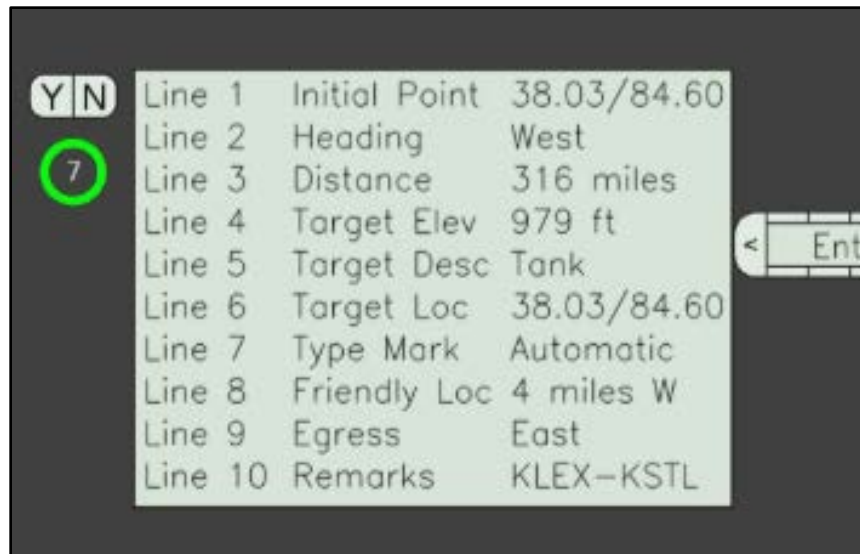 Y N
7
Line 1 Initial Point 38.03/84.60
Line 2 Heading West
Line 3 Distance 316 miles
Line 4 Target Elev 979 ft
Line 5 Target Desc Tank
Line 6 Target Loc 38.03/84.60
Line 7 Type Mark Automatic
Line 8 Friendly Loc 4 miles W
Line 9 Egress East
Line 10 Remarks KLEX-KSTL
< Ent